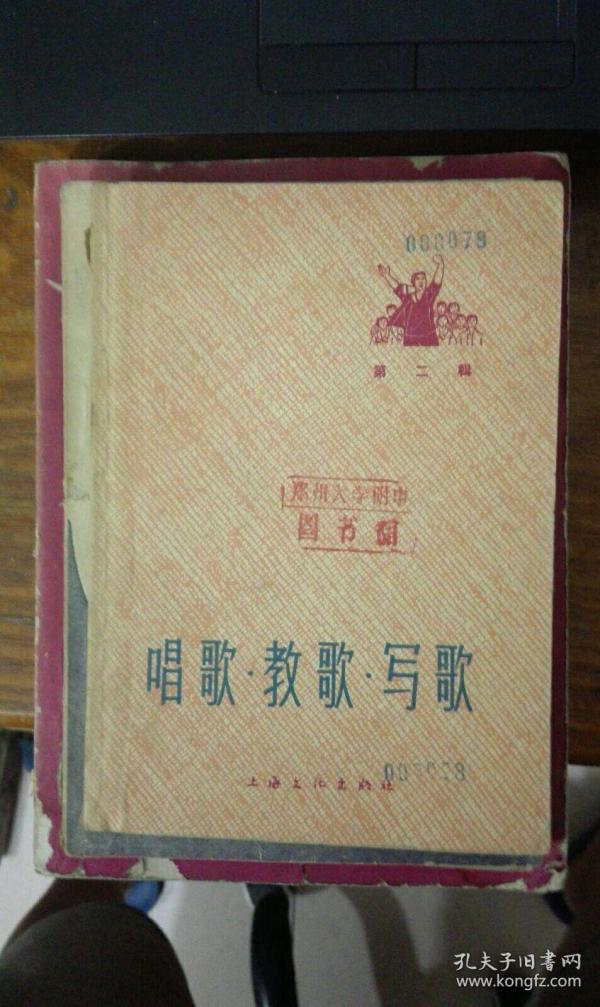 000078
第二辑
郑州大学附中
图书馆
唱歌·教歌·写歌
上海文化出版社
孔夫子旧书网
www.kongfz.com